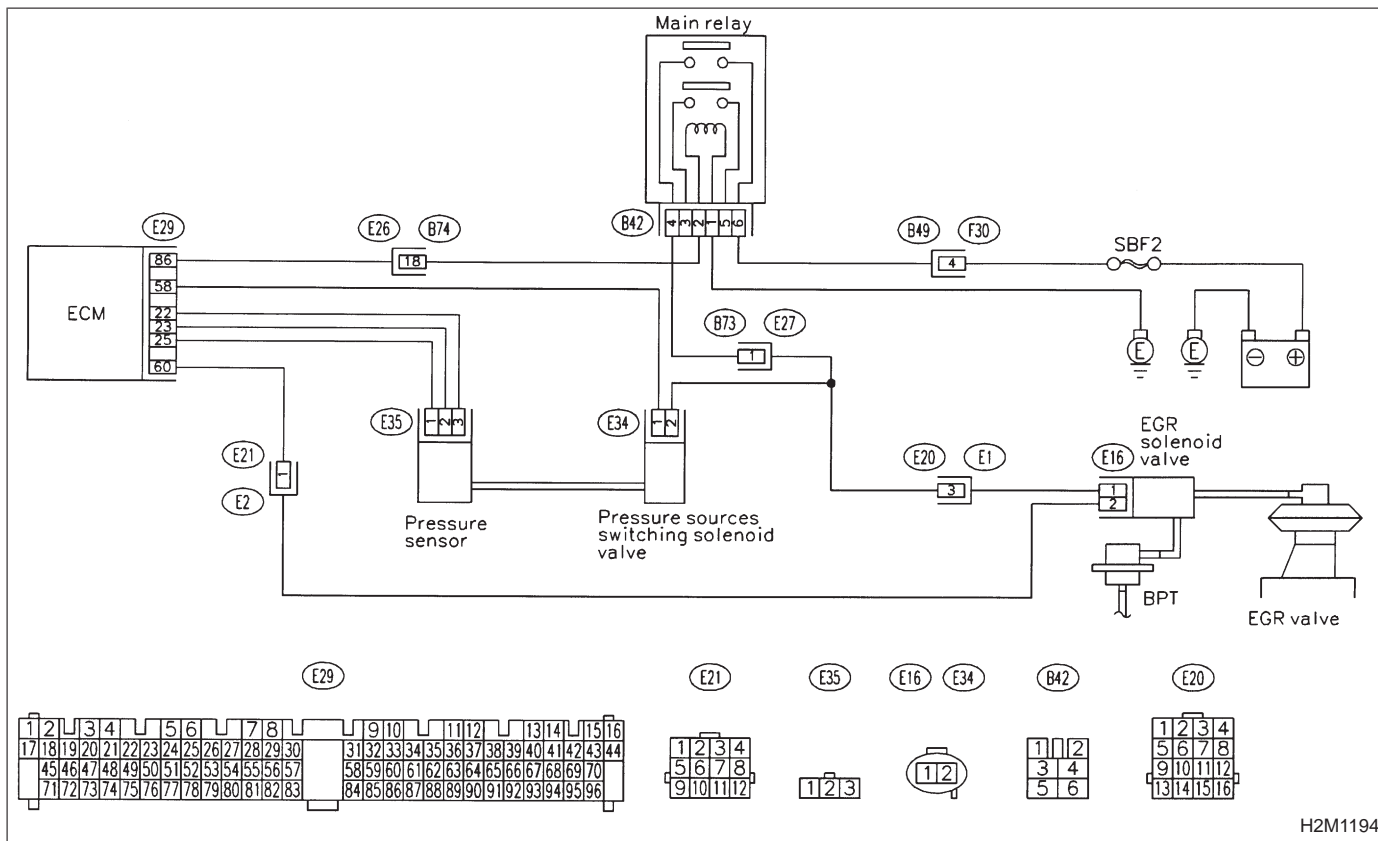 Main relay
B42
4 3 2 1 5 6
E29
E26 B74
B49 F30
SBF2
86
18
4
58
ECM
22
23
25
60
B73 E27
1
E E
− +
E35
1 2 3
E34
1 2
EGR
solenoid
valve
E21
1
E2
E20 E1
3
E16
1
2
Pressure
sensor
Pressure sources
switching solenoid
valve
BPT
EGR valve
E29
1 2 3 4 5 6 7 8 9 10 11 12 13 14 15 16
17 18 19 20 21 22 23 24 25 26 27 28 29 30 31 32 33 34 35 36 37 38 39 40 41 42 43 44
45 46 47 48 49 50 51 52 53 54 55 56 57 58 59 60 61 62 63 64 65 66 67 68 69 70
71 72 73 74 75 76 77 78 79 80 81 82 83 84 85 86 87 88 89 90 91 92 93 94 95 96
E21
1 2 3 4
5 6 7 8
9 10 11 12
E35
1 2 3
E16 E34
1 2
B42
1 2
3 4
5 6
E20
1 2 3 4
5 6 7 8
9 10 11 12
13 14 15 16
H2M1194